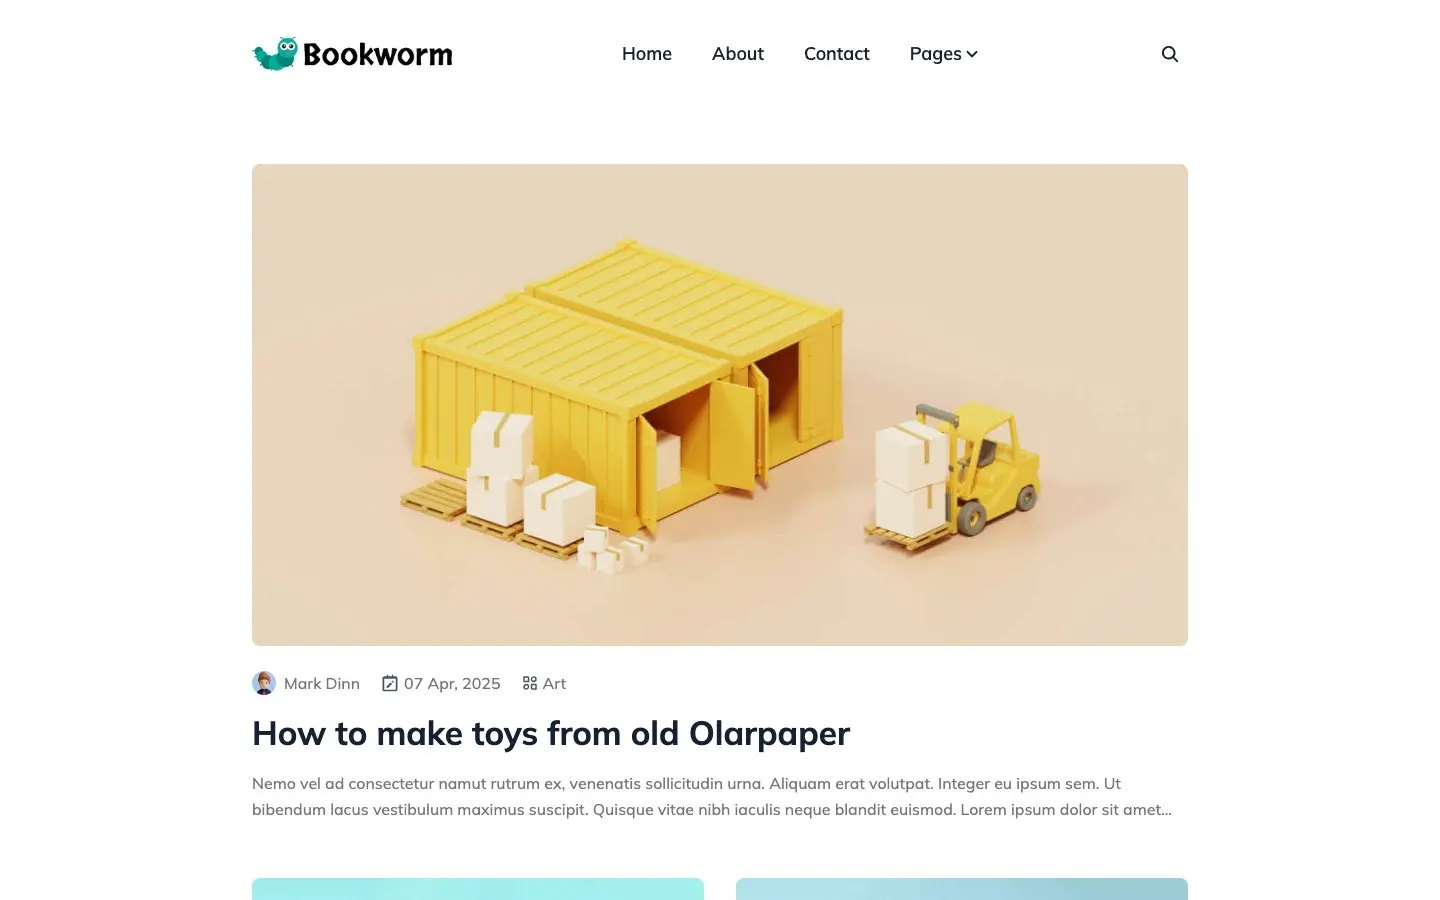 Bookworm
Home About Contact Pages
Mark Dinn 07 Apr, 2025 Art
How to make toys from old Olarpaper
Nemo vel ad consectetur namut rutrum ex, venenatis sollicitudin urna. Aliquam erat volutpat. Integer eu ipsum sem. Ut
bibendum lacus vestibulum maximus suscipit. Quisque vitae nibh iaculis neque blandit euismod. Lorem ipsum dolor sit amet...